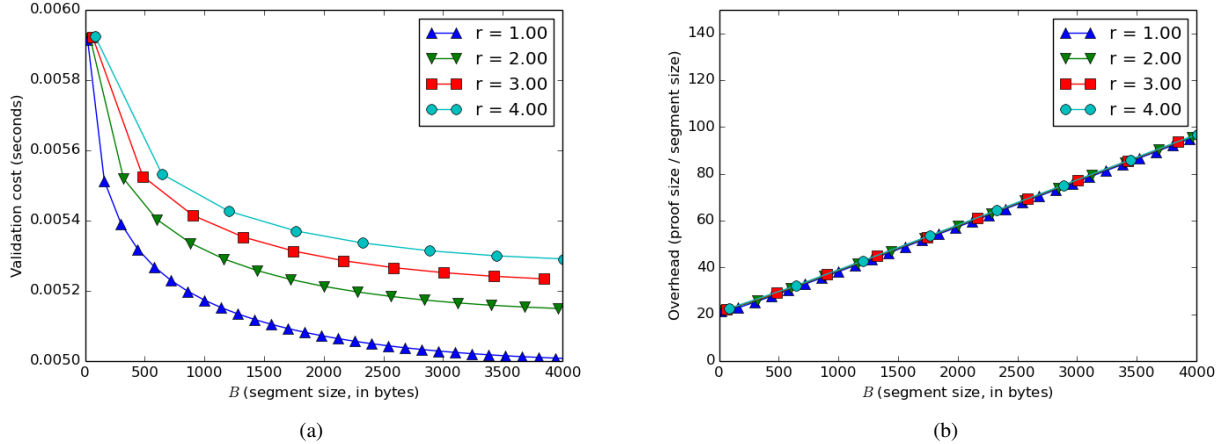 0.0060
0.0058
0.0056
0.0054
0.0052
0.0050
Validation cost (seconds)
0 500 1000 1500 2000 2500 3000 3500 4000
B (segment size, in bytes)
r = 1.00
r = 2.00
r = 3.00
r = 4.00
(a)
140
120
100
80
60
40
20
0
Overhead (proof size / segment size)
0 500 1000 1500 2000 2500 3000 3500 4000
B (segment size, in bytes)
r = 1.00
r = 2.00
r = 3.00
r = 4.00
(b)